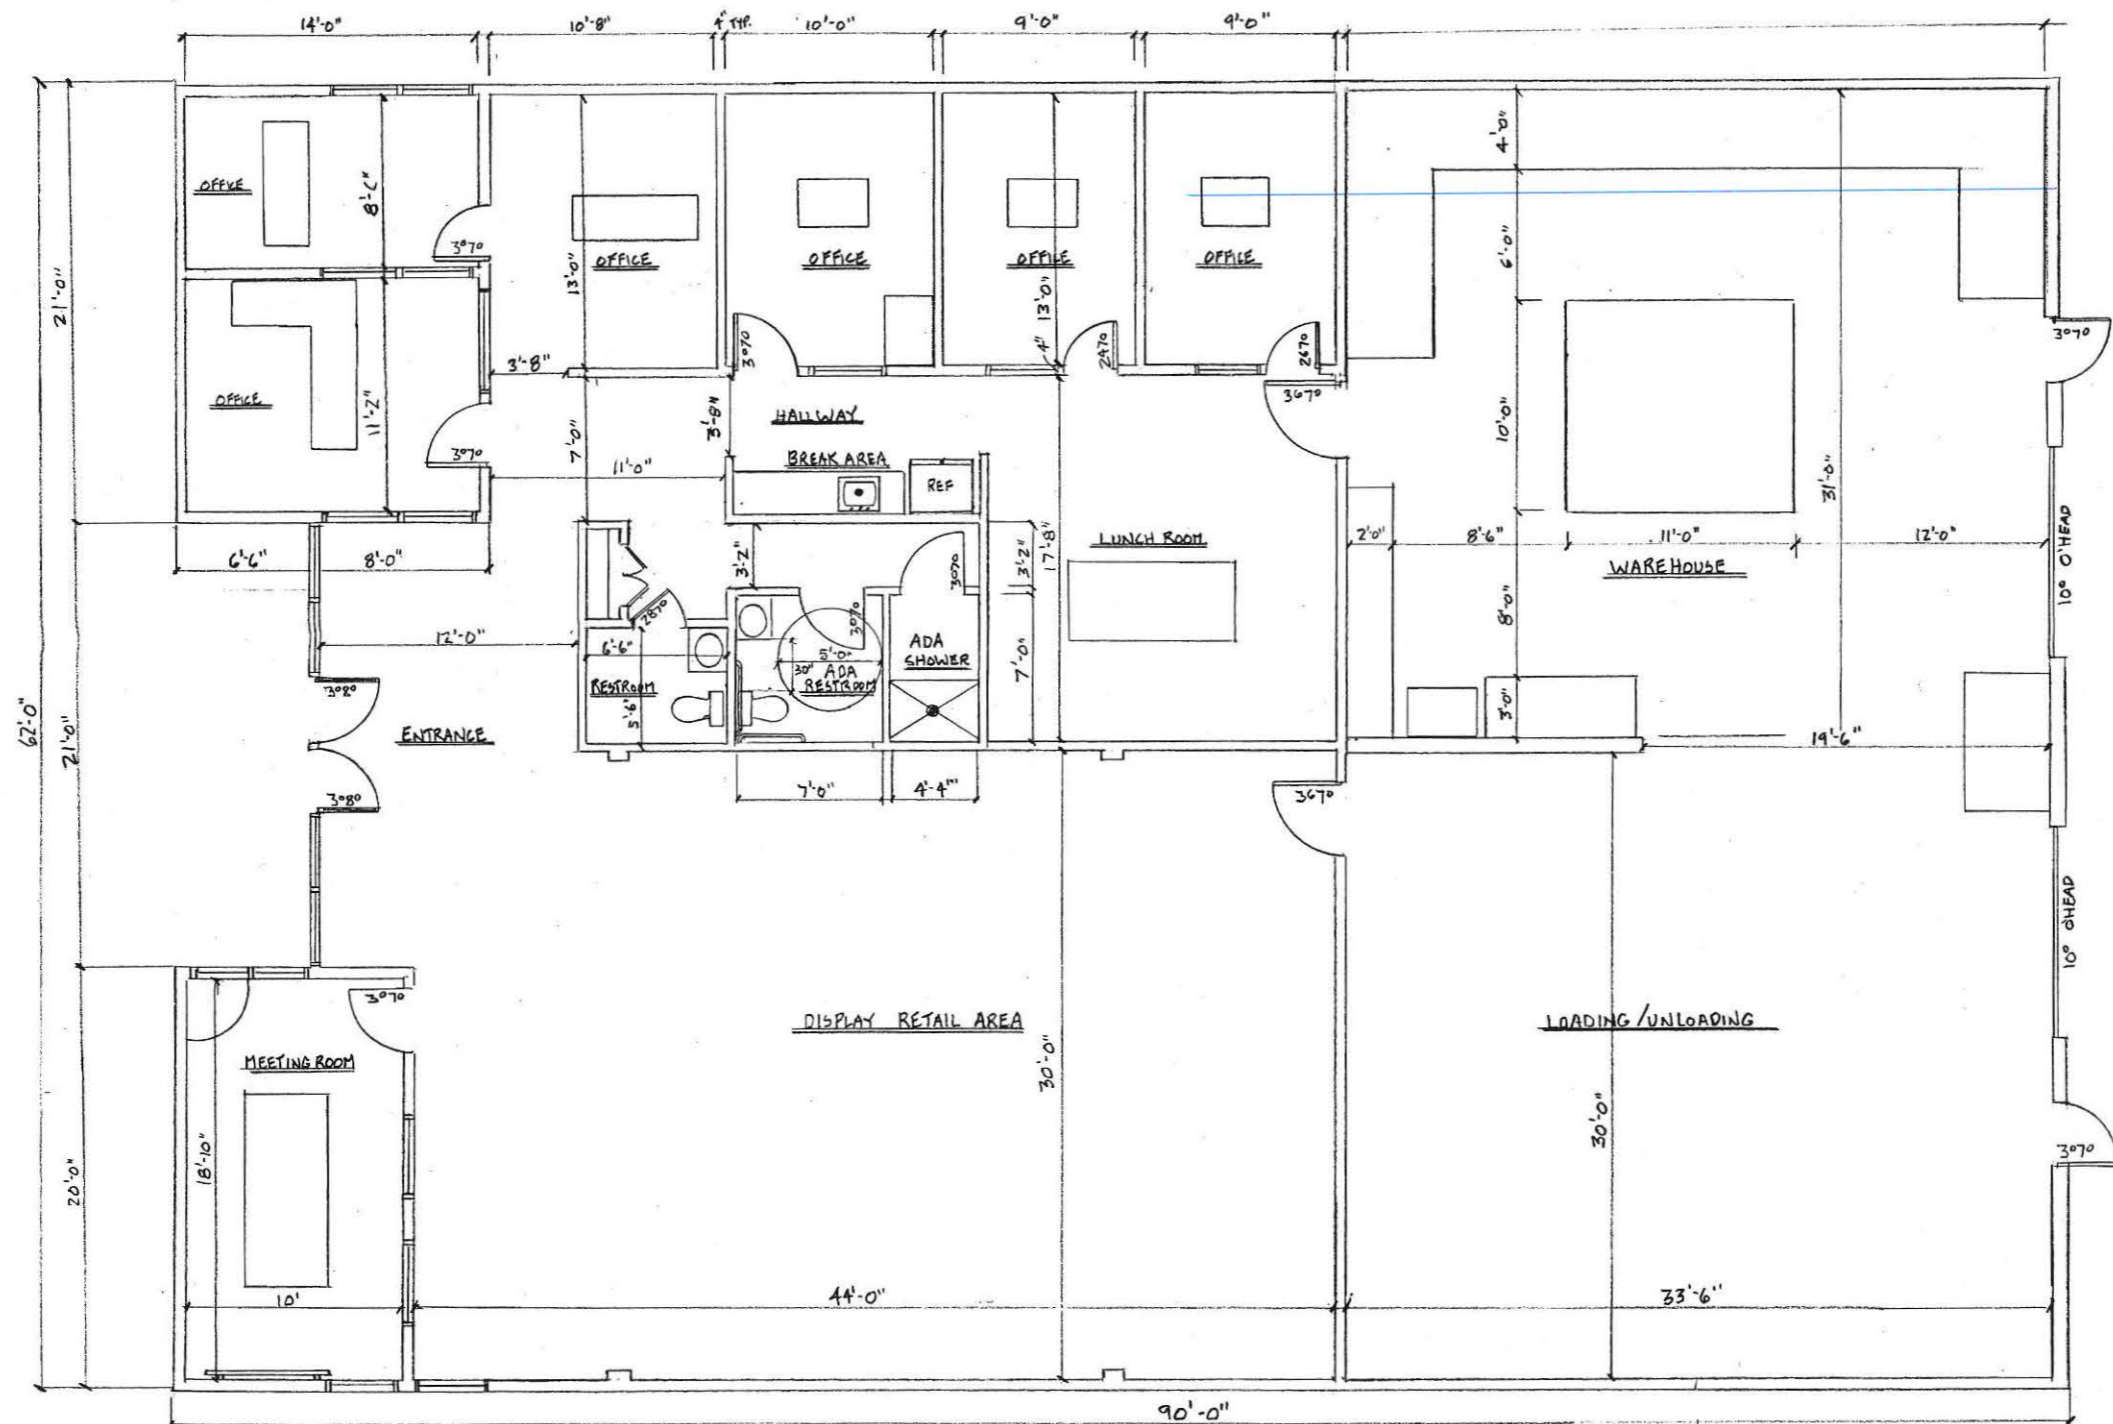 14'-0"
10'-8"
4" TYP.
10'-0"
9'-0"
9'-0"
OFFICE
8'-6"
3⁰7⁰
13'-0"
OFFICE
OFFICE
3⁰7⁰
OFFICE
13'-0"
4"
2⁴7⁰
OFFICE
2⁶7⁰
4'-0"
6'-0"
10'-0"
31'-0"
3⁰7⁰
21'-0"
OFFICE
11'-2"
3⁰7⁰
3'-8"
7'-0"
11'-0"
3'-8"
HALLWAY
BREAK AREA
REF
3⁶7⁰
LUNCH ROOM
17'-8"
2'-0"
8'-6"
11'-0"
12'-0"
WAREHOUSE
10⁰ O'HEAD
8'-0"
3'-0"
19'-6"
6'-6"
8'-0"
3'-2"
3⁰7⁰
3'-2"
7'-0"
12'-0"
2⁸7⁰
6'-6"
RESTROOM
5'-6"
3⁰7⁰
5'-0"
30"
ADA
RESTROOM
ADA
SHOWER
62'-0"
21'-0"
3⁰8⁰
ENTRANCE
3⁰8⁰
7'-0"
4'-4"
3⁶7⁰
10⁰ OHEAD
3⁰7⁰
DISPLAY RETAIL AREA
30'-0"
LOADING/UNLOADING
30'-0"
3⁰7⁰
MEETING ROOM
18'-10"
20'-0"
10'
44'-0"
33'-6"
90'-0"